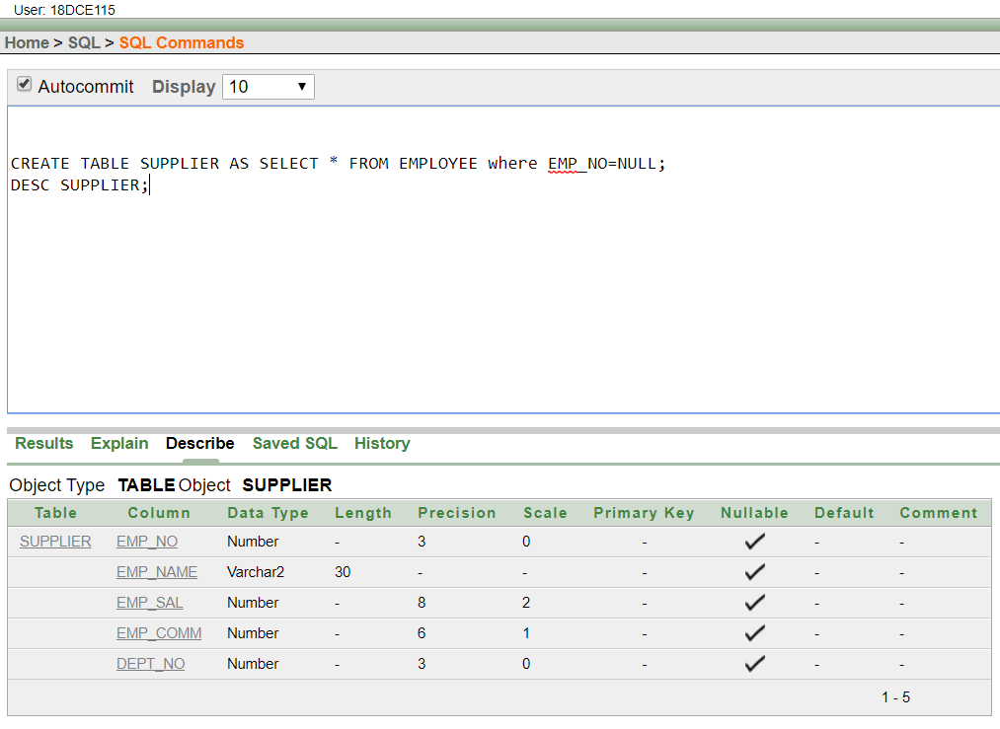 User: 18DCE115
Home > SQL > SQL Commands
Autocommit Display 10
CREATE TABLE SUPPLIER AS SELECT * FROM EMPLOYEE where EMP_NO=NULL;
DESC SUPPLIER;
Results Explain Describe Saved SQL History
Object Type TABLE Object SUPPLIER
Table Column Data Type Length Precision Scale Primary Key Nullable Default Comment
SUPPLIER EMP_NO Number - 3 0 - - -
EMP_NAME Varchar2 30 - - - - -
EMP_SAL Number - 8 2 - - -
EMP_COMM Number - 6 1 - - -
DEPT_NO Number - 3 0 - - -
1 - 5